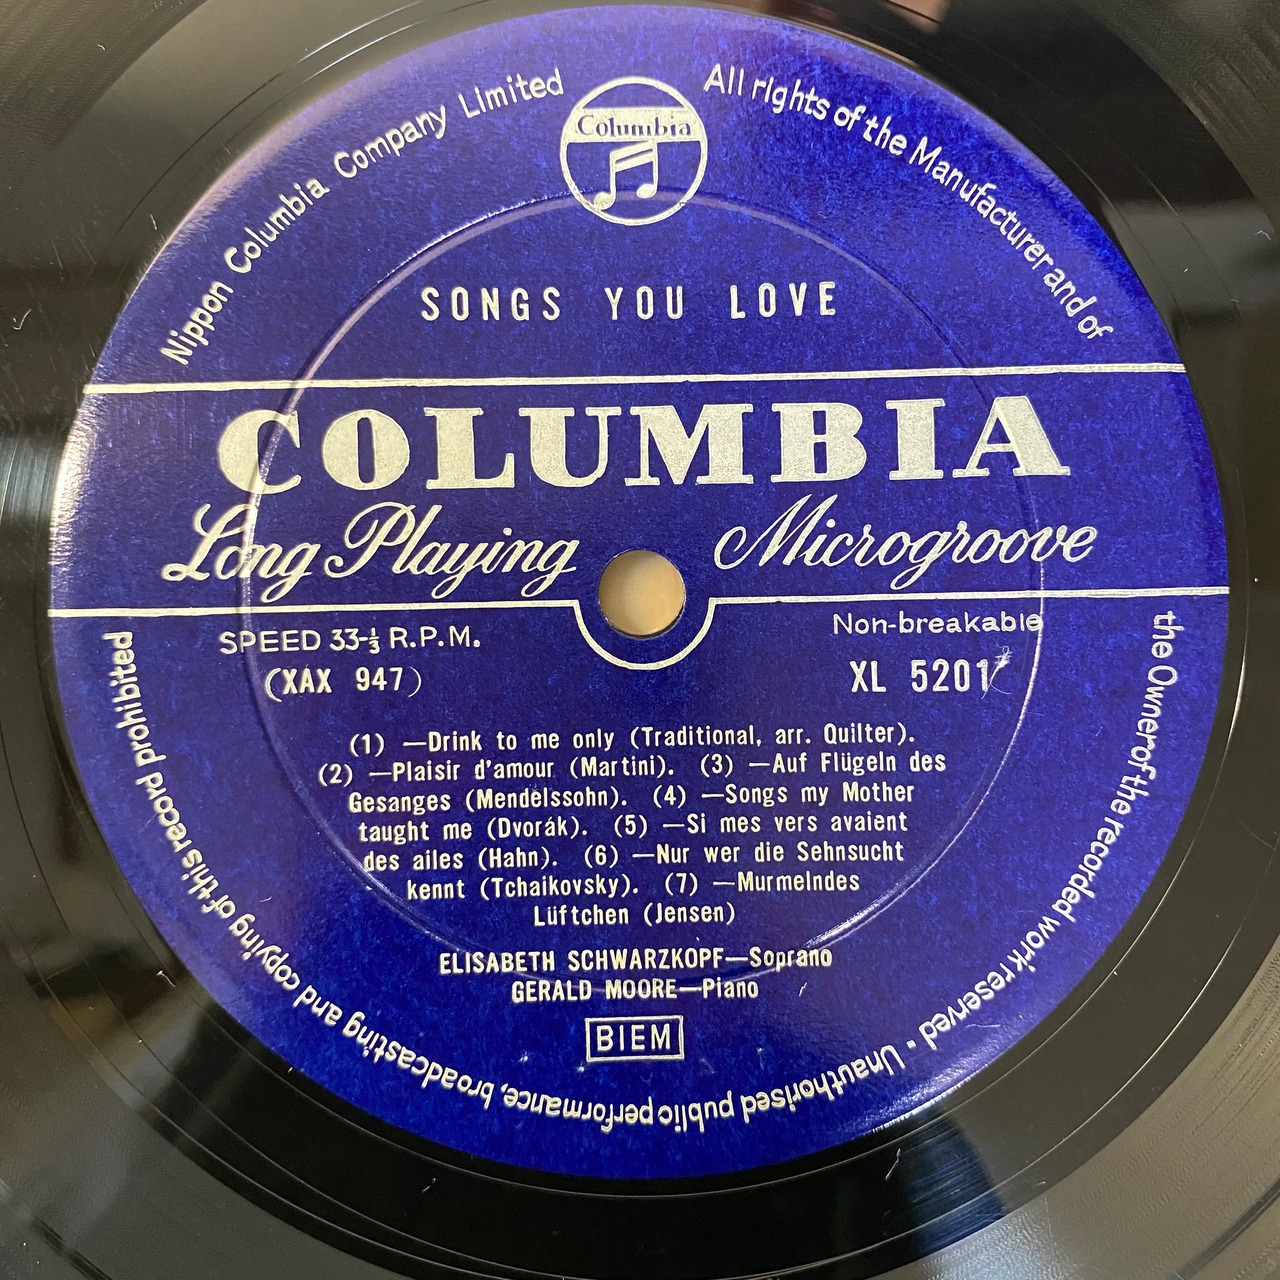 Nippon Columbia Company Limited
Columbia
All rights of the Manufacturer and of
the Owner of the recorded work reserved • Unauthorised public performance, broadcasting and copying of this record prohibited
SONGS YOU LOVE
COLUMBIA
Long Playing Microgroove
SPEED 33-⅓ R.P.M.
Non-breakable
(XAX 947)
XL 5201
(1) —Drink to me only (Traditional, arr. Quilter).
(2) —Plaisir d'amour (Martini). (3) —Auf Flügeln des
Gesanges (Mendelssohn). (4) —Songs my Mother
taught me (Dvorák). (5) —Si mes vers avaient
des ailes (Hahn). (6) —Nur wer die Sehnsucht
kennt (Tchaikovsky). (7) —Murmelndes
Lüftchen (Jensen)
ELISABETH SCHWARZKOPF—Soprano
GERALD MOORE—Piano
BIEM